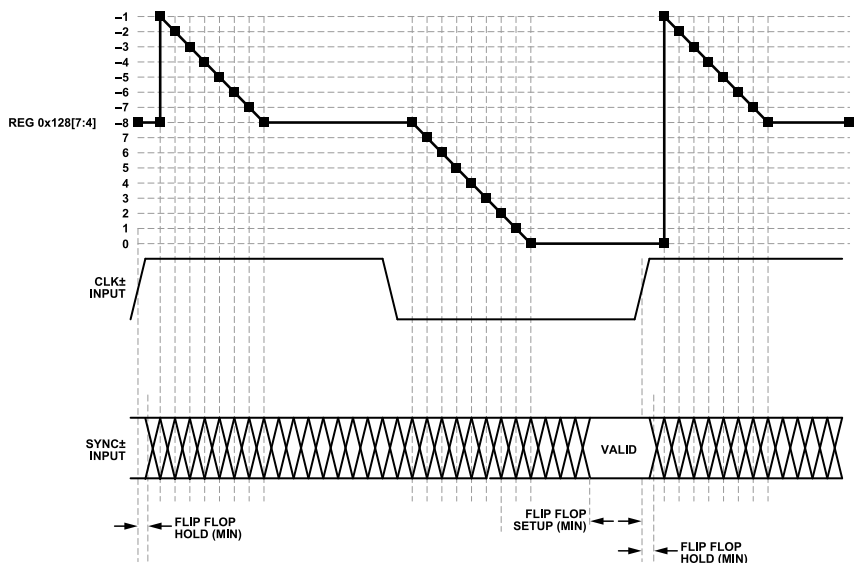 –1
–2
–3
–4
–5
–6
–7
REG 0x128[7:4] –8
7
6
5
4
3
2
1
0
CLK±
INPUT
SYNC±
INPUT
VALID
FLIP FLOP
HOLD (MIN)
FLIP FLOP
SETUP (MIN)
FLIP FLOP
HOLD (MIN)